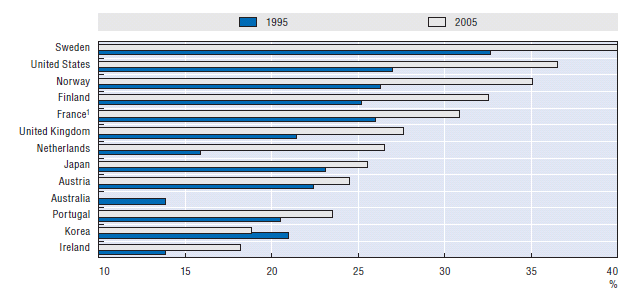 1995 2005
Sweden
United States
Norway
Finland
France¹
United Kingdom
Netherlands
Japan
Austria
Australia
Portugal
Korea
Ireland
10 15 20 25 30 35 40
%